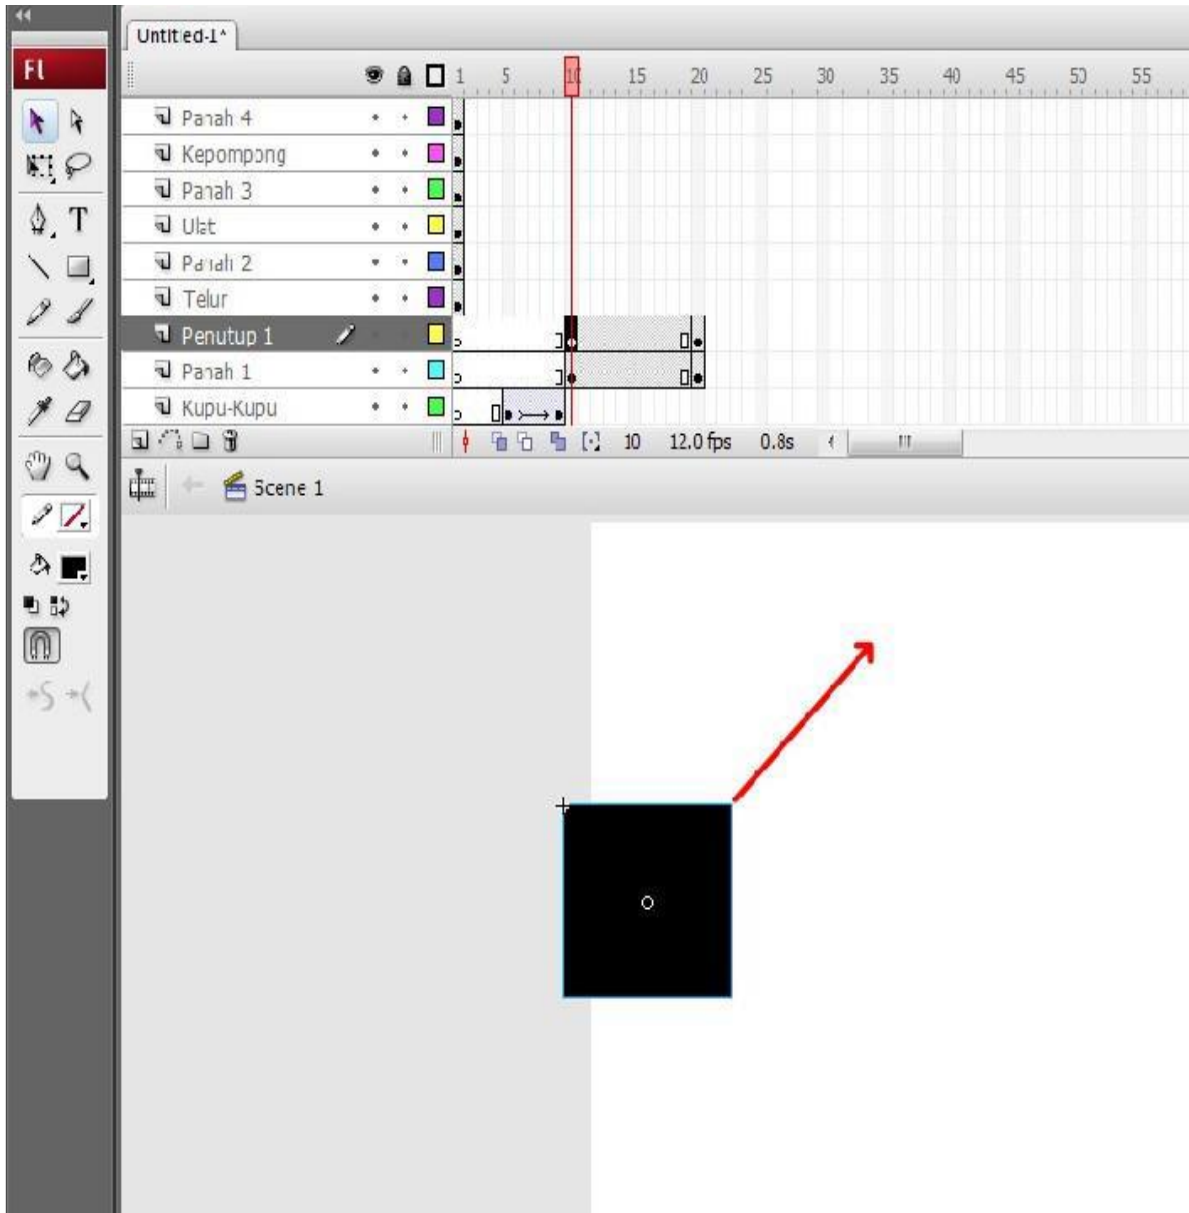 Untitled-1*
Fl
1 5 10 15 20 25 30 35 40 45 50 55
Panah 4
Kepompong
Panah 3
Ulat
Panah 2
Telur
Penutup 1
Panah 1
Kupu-Kupu
10 12.0 fps 0.8s
Scene 1